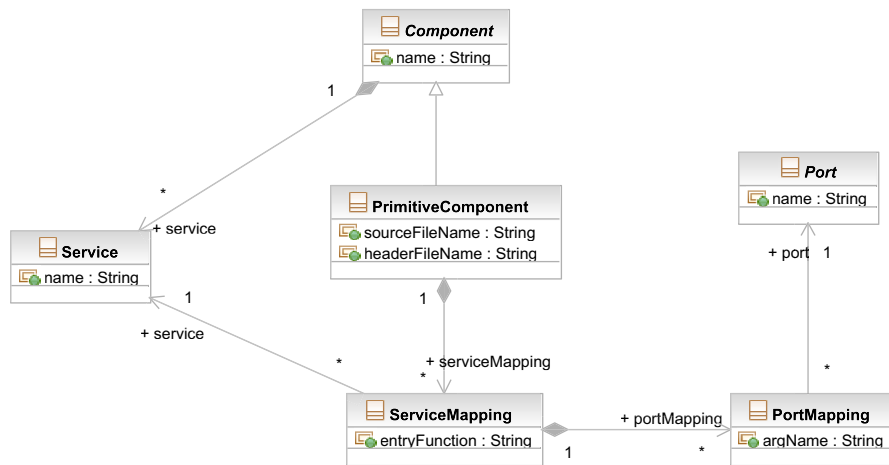 Component
name : String
1
*
+ service
Port
name : String
PrimitiveComponent
sourceFileName : String
headerFileName : String
Service
name : String
+ port 1
1
1
+ service
*
+ serviceMapping
*
*
ServiceMapping
entryFunction : String
+ portMapping
1
*
PortMapping
argName : String